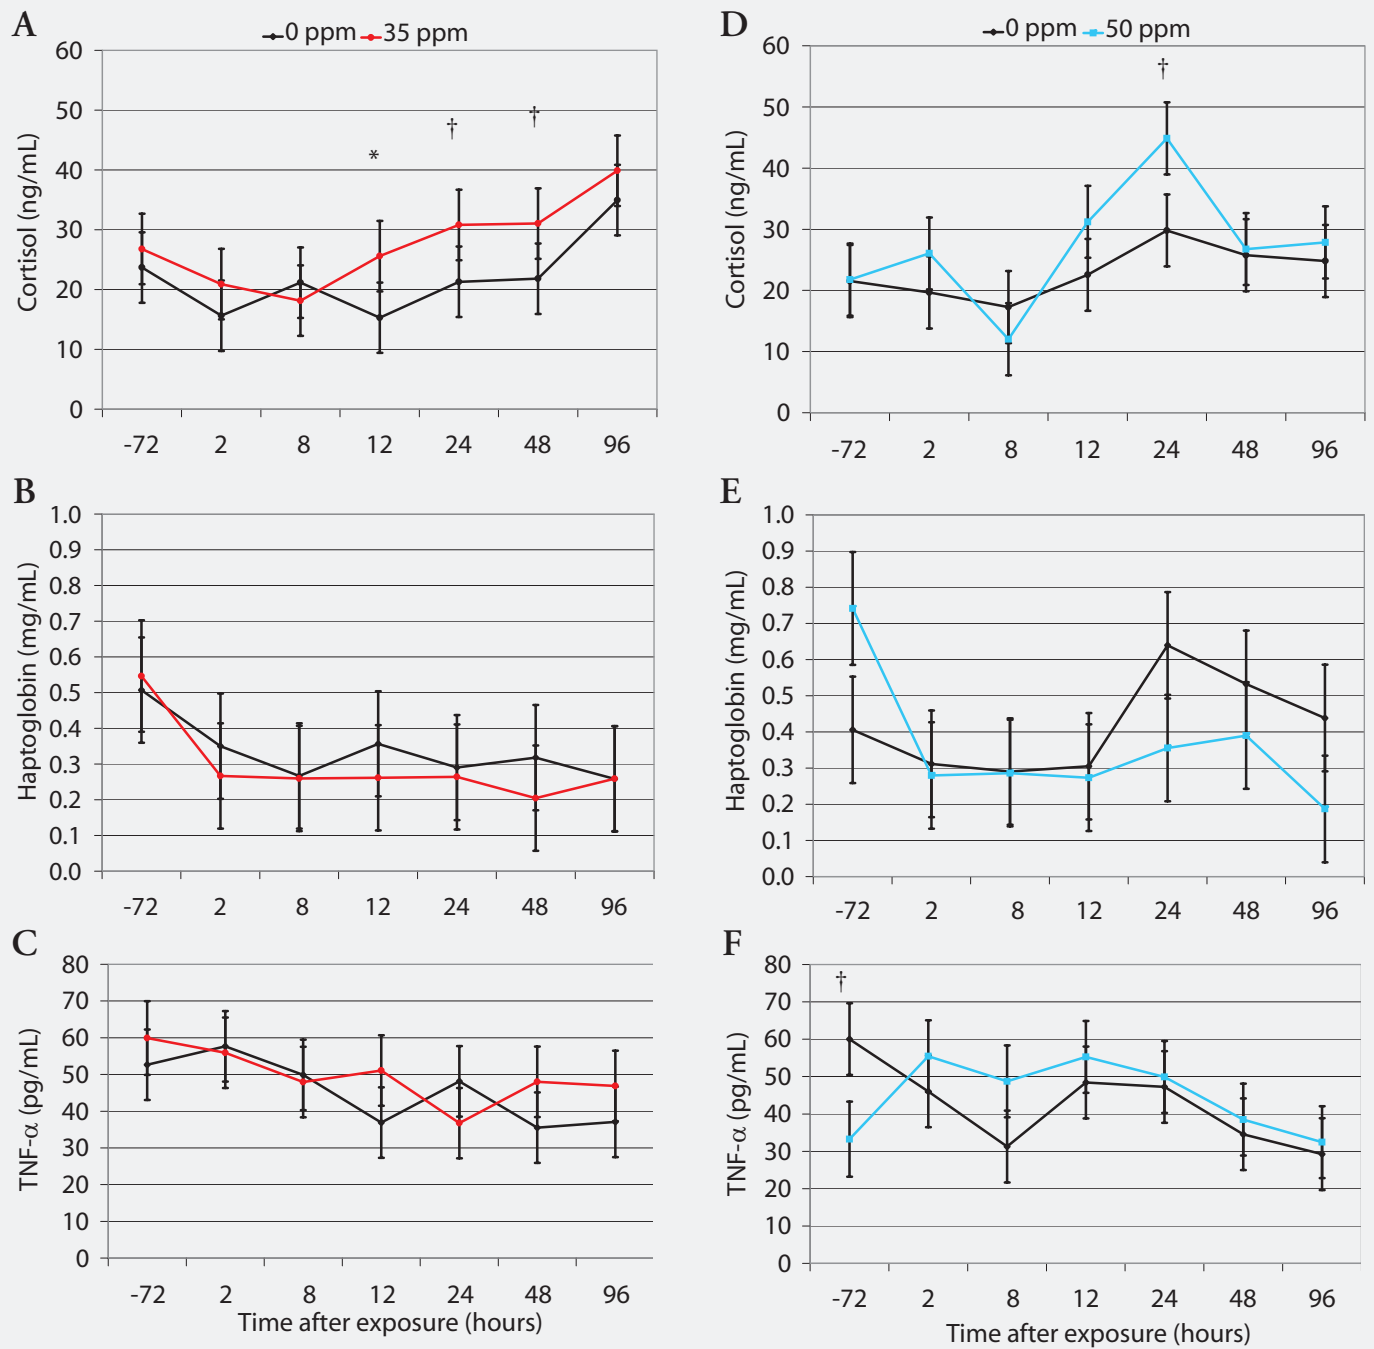 A
0 ppm 35 ppm
60
50
40
30
20
10
0
Cortisol (ng/mL)
*
†
†
-72 2 8 12 24 48 96
B
1.0
0.9
0.8
0.7
0.6
0.5
0.4
0.3
0.2
0.1
0.0
Haptoglobin (mg/mL)
-72 2 8 12 24 48 96
C
80
70
60
50
40
30
20
10
0
TNF-α (pg/mL)
-72 2 8 12 24 48 96
Time after exposure (hours)
D
0 ppm 50 ppm
60
50
40
30
20
10
0
Cortisol (ng/mL)
†
-72 2 8 12 24 48 96
E
1.0
0.9
0.8
0.7
0.6
0.5
0.4
0.3
0.2
0.1
0.0
Haptoglobin (mg/mL)
-72 2 8 12 24 48 96
F
80
70
60
50
40
30
20
10
0
TNF-α (pg/mL)
†
-72 2 8 12 24 48 96
Time after exposure (hours)